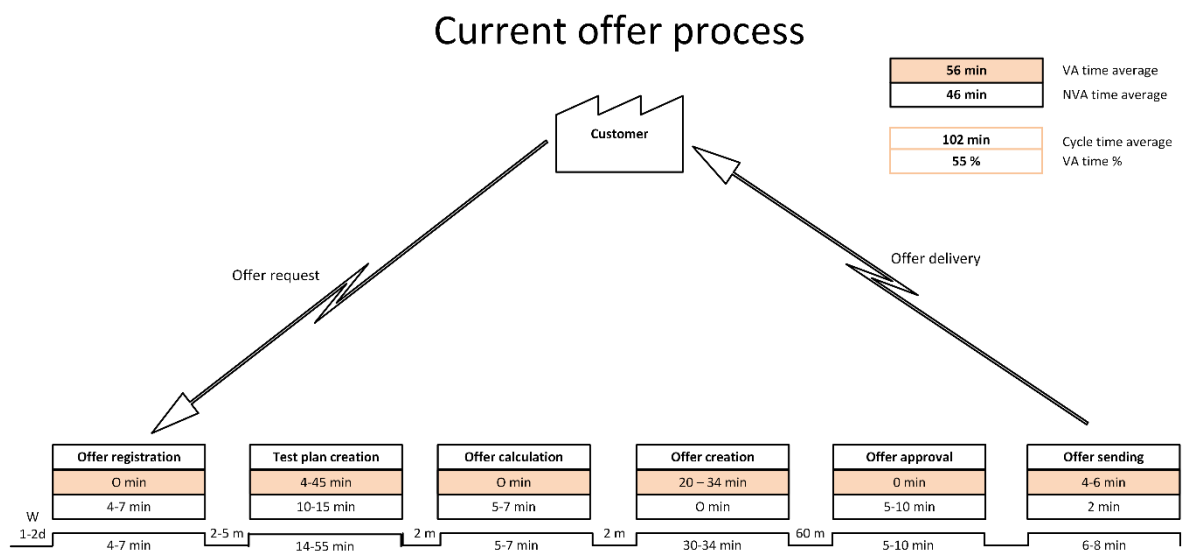 Current offer process
56 min VA time average
46 min NVA time average
102 min Cycle time average
55 % VA time %
Customer
Offer request
Offer delivery
Offer registration Test plan creation Offer calculation Offer creation Offer approval Offer sending
O min 4-45 min O min 20 – 34 min 0 min 4-6 min
4-7 min 10-15 min 5-7 min O min 5-10 min 2 min
W
1-2d 2-5 m 2 m 2 m 60 m
4-7 min 14-55 min 5-7 min 30-34 min 5-10 min 6-8 min